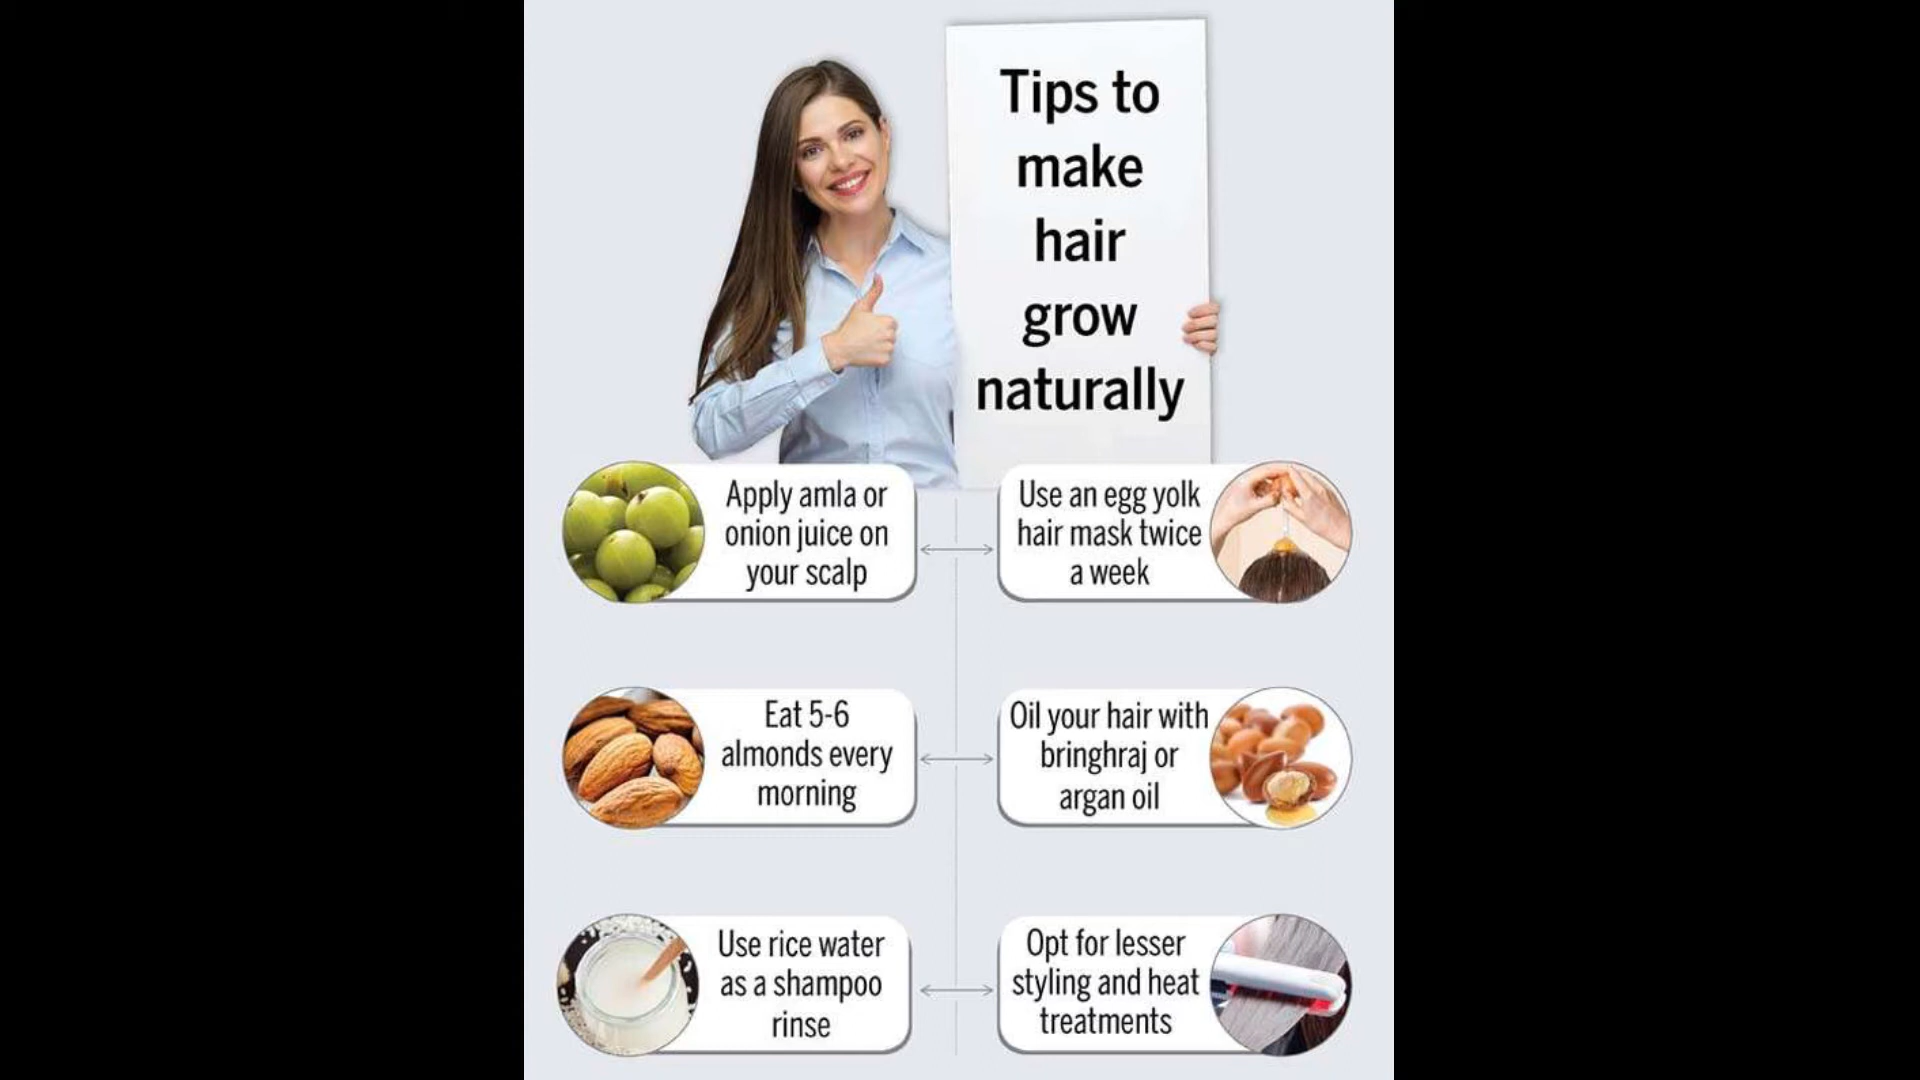 Tips to
make
hair
grow
naturally
Apply amla or
onion juice on
your scalp
Use an egg yolk
hair mask twice
a week
Eat 5-6
almonds every
morning
Oil your hair with
bringhraj or
argan oil
Use rice water
as a shampoo
rinse
Opt for lesser
styling and heat
treatments